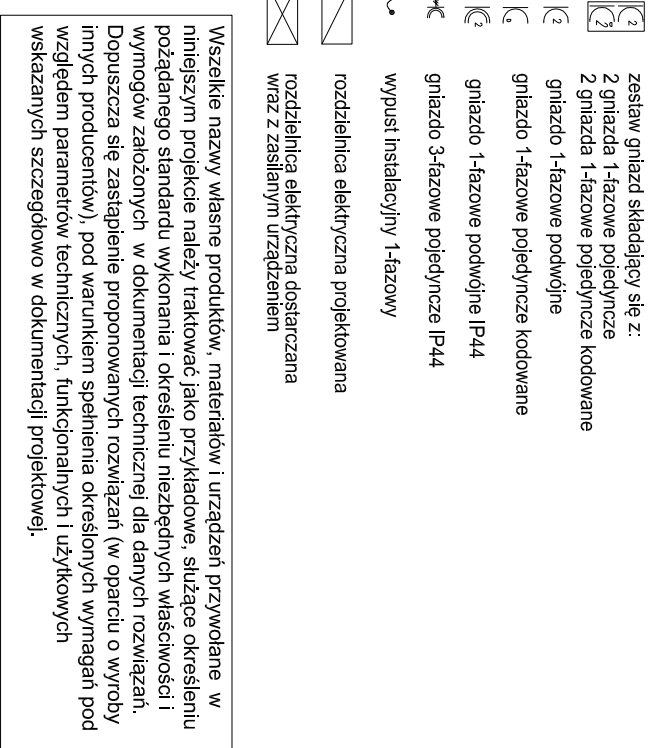 zestaw gniazd składający się z:
2 gniazda 1-fazowe pojedyncze
2 gniazda 1-fazowe pojedyncze kodowane
gniazdo 1-fazowe podwójne
gniazdo 1-fazowe pojedyncze kodowane
gniazdo 1-fazowe podwójne IP44
gniazdo 3-fazowe pojedyncze IP44
wypust instalacyjny 1-fazowy
rozdzielnica elektryczna projektowana
rozdzielnica elektryczna dostarczana
wraz z zasilanym urządzeniem
Wszelkie nazwy własne produktów, materiałów i urządzeń przywołane w
niniejszym projekcie należy traktować jako przykładowe, służące określeniu
pożądanego standardu wykonania i określeniu niezbędnych właściwości i
wymogów założonych w dokumentacji technicznej dla danych rozwiązań.
Dopuszcza się zastąpienie proponowanych rozwiązań (w oparciu o wyroby
innych producentów), pod warunkiem spełnienia określonych wymagań pod
względem parametrów technicznych, funkcjonalnych i użytkowych
wskazanych szczegółowo w dokumentacji projektowej.